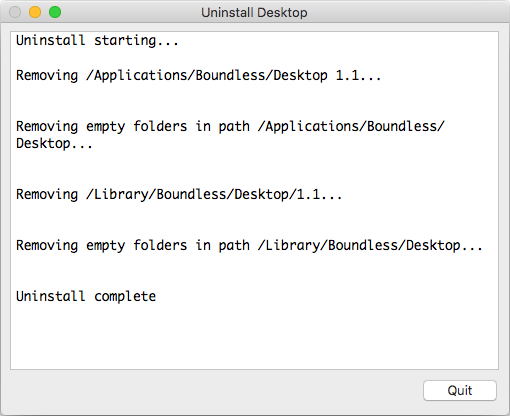 Uninstall Desktop
Uninstall starting...
Removing /Applications/Boundless/Desktop 1.1...
Removing empty folders in path /Applications/Boundless/
Desktop...
Removing /Library/Boundless/Desktop/1.1...
Removing empty folders in path /Library/Boundless/Desktop...
Uninstall complete
Quit